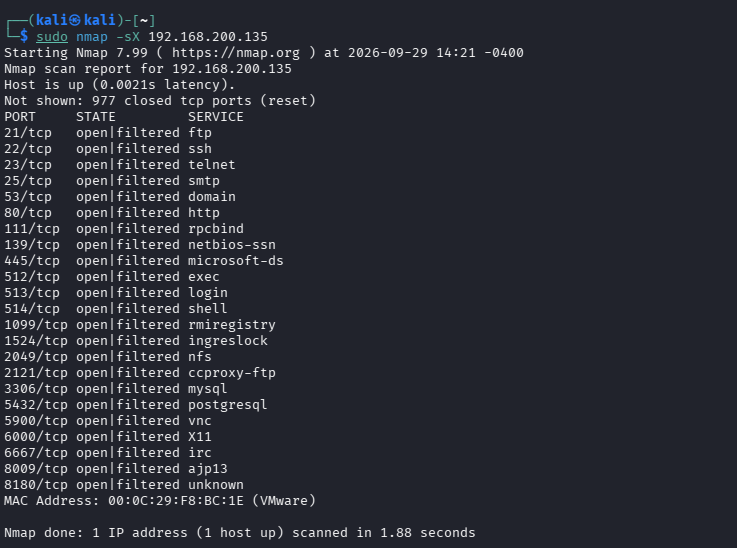 ┌──(kali㉿kali)-[~]
└─$ sudo nmap -sX 192.168.200.135
Starting Nmap 7.99 ( https://nmap.org ) at 2026-09-29 14:21 -0400
Nmap scan report for 192.168.200.135
Host is up (0.0021s latency).
Not shown: 977 closed tcp ports (reset)
PORT     STATE         SERVICE
21/tcp   open|filtered ftp
22/tcp   open|filtered ssh
23/tcp   open|filtered telnet
25/tcp   open|filtered smtp
53/tcp   open|filtered domain
80/tcp   open|filtered http
111/tcp  open|filtered rpcbind
139/tcp  open|filtered netbios-ssn
445/tcp  open|filtered microsoft-ds
512/tcp  open|filtered exec
513/tcp  open|filtered login
514/tcp  open|filtered shell
1099/tcp open|filtered rmiregistry
1524/tcp open|filtered ingreslock
2049/tcp open|filtered nfs
2121/tcp open|filtered ccproxy-ftp
3306/tcp open|filtered mysql
5432/tcp open|filtered postgresql
5900/tcp open|filtered vnc
6000/tcp open|filtered X11
6667/tcp open|filtered irc
8009/tcp open|filtered ajp13
8180/tcp open|filtered unknown
MAC Address: 00:0C:29:F8:BC:1E (VMware)

Nmap done: 1 IP address (1 host up) scanned in 1.88 seconds